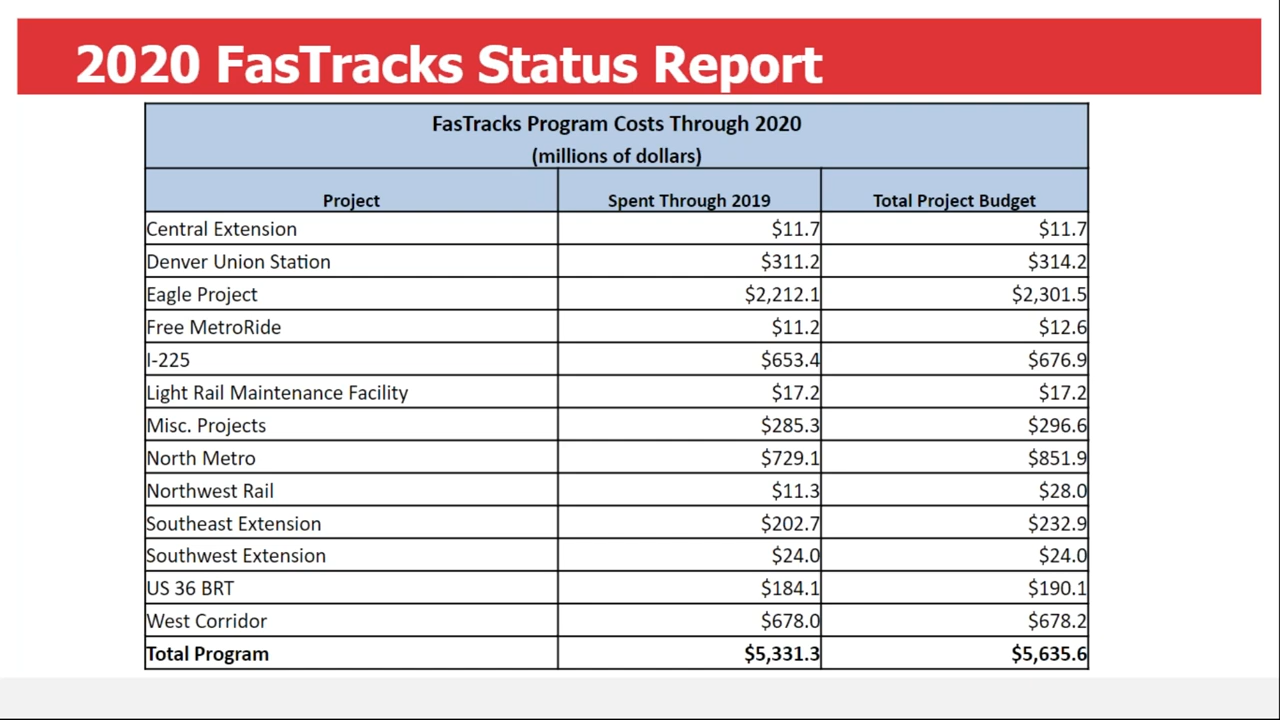 2020 FasTracks Status Report
FasTracks Program Costs Through 2020
(millions of dollars)
Project Spent Through 2019 Total Project Budget
Central Extension $11.7 $11.7
Denver Union Station $311.2 $314.2
Eagle Project $2,212.1 $2,301.5
Free MetroRide $11.2 $12.6
I-225 $653.4 $676.9
Light Rail Maintenance Facility $17.2 $17.2
Misc. Projects $285.3 $296.6
North Metro $729.1 $851.9
Northwest Rail $11.3 $28.0
Southeast Extension $202.7 $232.9
Southwest Extension $24.0 $24.0
US 36 BRT $184.1 $190.1
West Corridor $678.0 $678.2
Total Program $5,331.3 $5,635.6